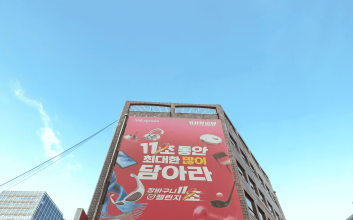 11초 동안
최대한 많이
담아라
장바구니 11초
챌린지